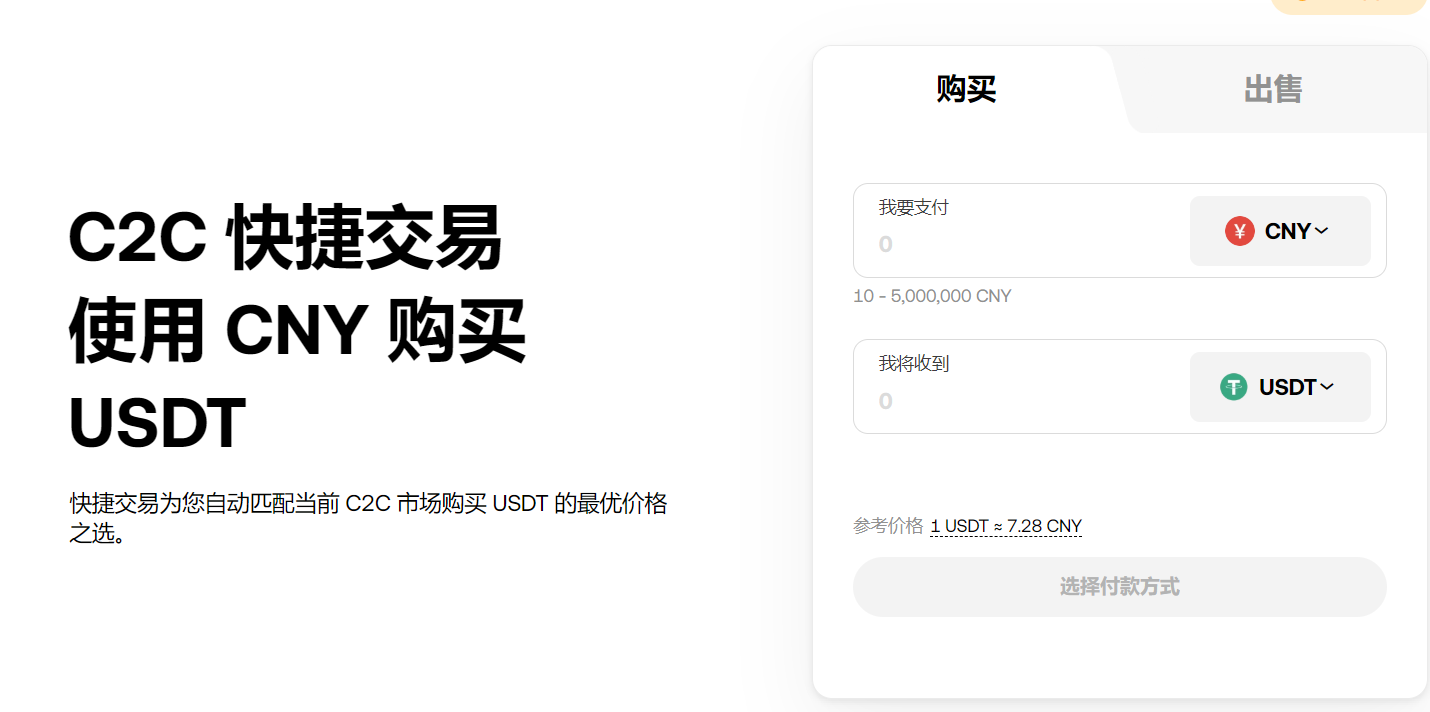 购买
出售
C2C 快捷交易
使用 CNY 购买
USDT
快捷交易为您自动匹配当前 C2C 市场购买 USDT 的最优价格
之选。
我要支付
0
¥ CNY
10 - 5,000,000 CNY
我将收到
0
USDT
参考价格 1 USDT ≈ 7.28 CNY
选择付款方式